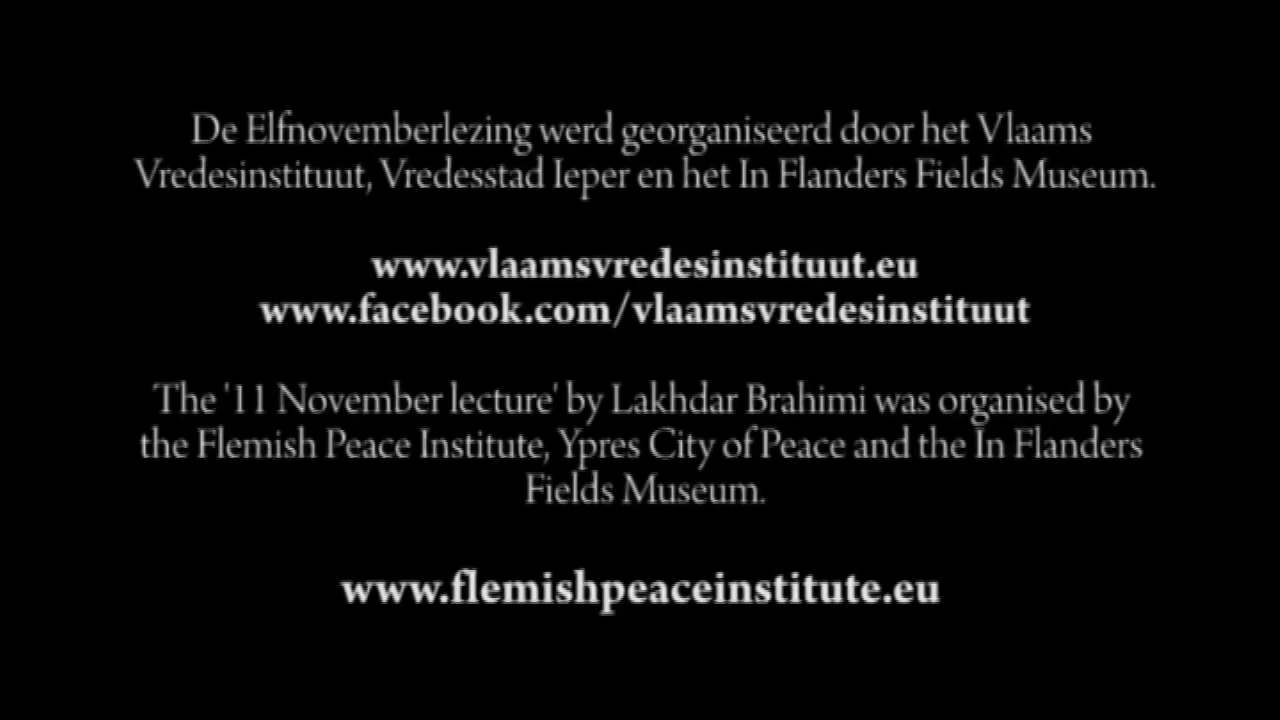 De Elfnovemberlezing werd georganiseerd door het Vlaams
Vredesinstituut, Vredesstad Ieper en het In Flanders Fields Museum.
www.vlaamsvredesinstituut.eu
www.facebook.com/vlaamsvredesinstituut
The '11 November lecture' by Lakhdar Brahimi was organised by
the Flemish Peace Institute, Ypres City of Peace and the In Flanders
Fields Museum.
www.flemishpeaceinstitute.eu